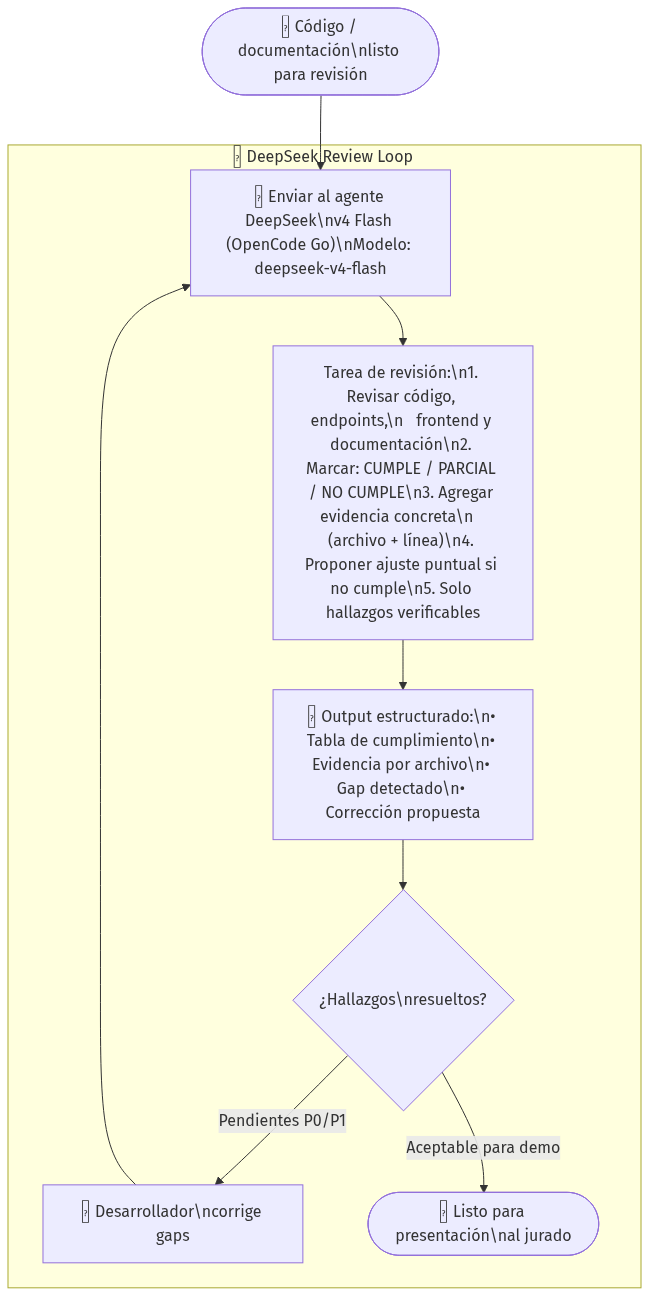 Código /
documentación\nlisto
para revisión
DeepSeek Review Loop
Enviar al agente
DeepSeek\nv4 Flash
(OpenCode Go)\nModelo:
deepseek-v4-flash
Tarea de revisión:\n1.
Revisar código,
endpoints,\n frontend y
documentación\n2.
Marcar: CUMPLE / PARCIAL
/ NO CUMPLE\n3. Agregar
evidencia concreta\n
(archivo + línea)\n4.
Proponer ajuste puntual si
no cumple\n5. Solo
hallazgos verificables
Output estructurado:\n•
Tabla de cumplimiento\n•
Evidencia por archivo\n•
Gap detectado\n•
Corrección propuesta
¿Hallazgos\nresueltos?
Pendientes P0/P1
Aceptable para demo
Desarrollador\ncorrige
gaps
Listo para
presentación\nal jurado